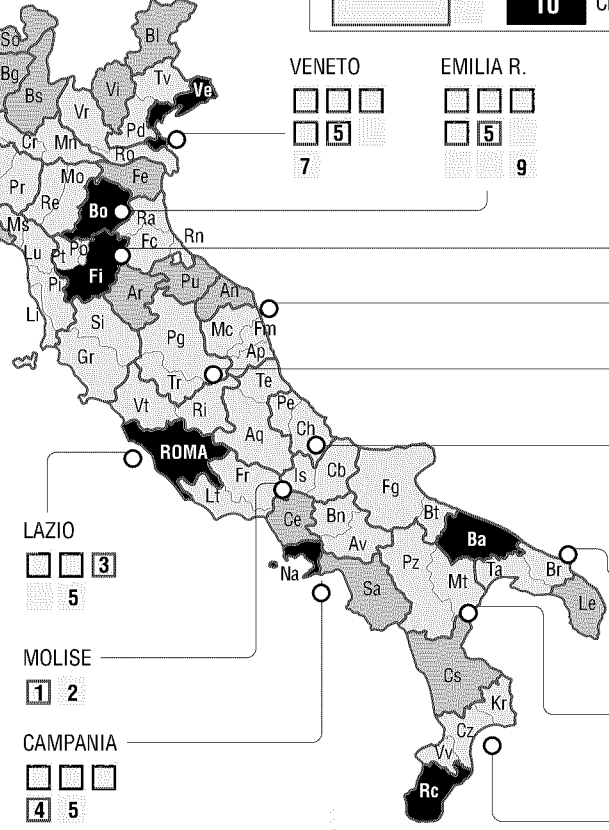 10
VENETO
5
7
EMILIA R.
5
9
So
Bl
Bg
Bs
Vi
Tv
Ve
Vr
Pd
Cr
Mn
Ro
Pr
Mo
Fe
Re
Bo
Ra
Ms
Lu
Pt
Po
Fc
Rn
Fi
Pi
Ar
Pu
An
Li
Si
Pg
Mc
Fm
Gr
Ap
Tr
Te
Vt
Ri
Pe
Aq
Ch
ROMA
Fr
Is
Cb
Fg
Lt
Ce
Bn
Bt
Av
Ba
Na
Pz
Ta
Br
Mt
Sa
Le
Cs
Kr
Cz
Vv
Rc
LAZIO
3
5
MOLISE
1 2
CAMPANIA
4 5